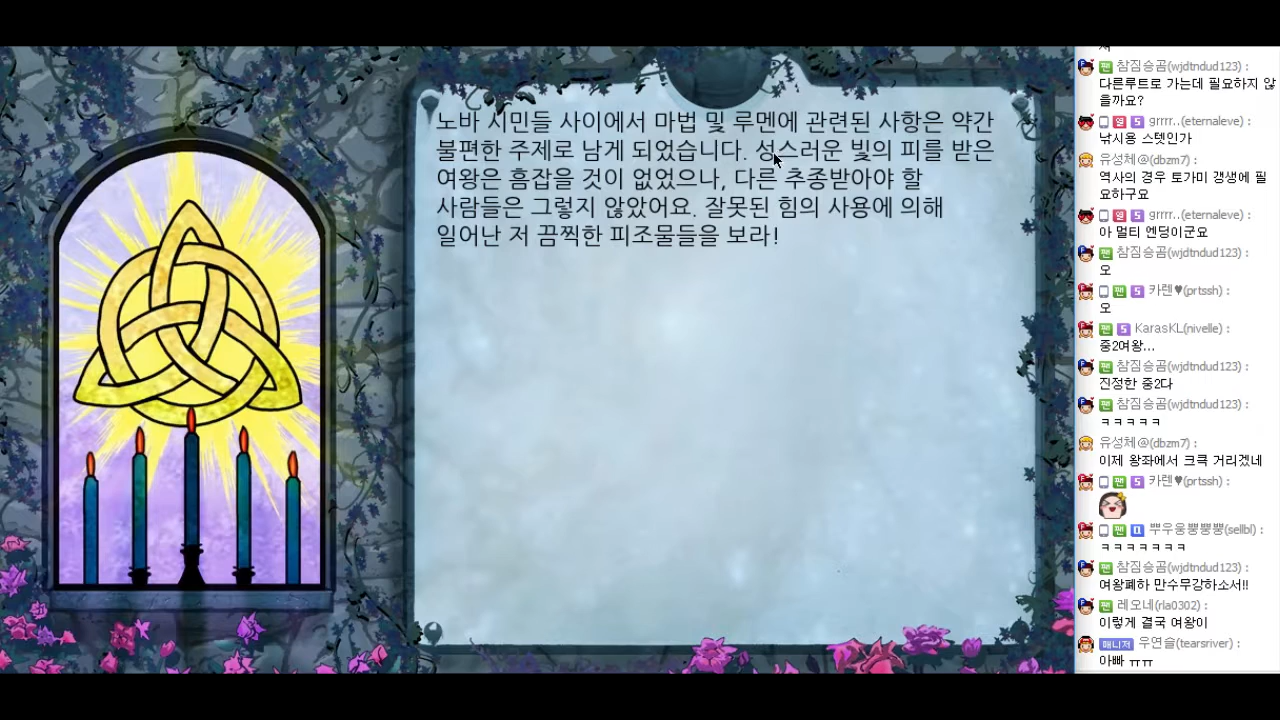 노바 시민들 사이에서 마법 및 루멘에 관련된 사항은 약간
불편한 주제로 남게 되었습니다. 성스러운 빛의 피를 받은
여왕은 흠잡을 것이 없었으나, 다른 추종받아야 할
사람들은 그렇지 않았어요. 잘못된 힘의 사용에 의해
일어난 저 끔찍한 피조물들을 보라!
팬 참짐승곰(wjdtndud123) :
다른루트로 가는데 필요하지 않
을까요?
열 S grrrr..(eternaleve) :
낚시용 스텟인가
유성체@(dbzm7) :
역사의 경우 토가미 갱생에 필
요하구요
열 S grrrr..(eternaleve) :
아 멀티 엔딩이군요
팬 참짐승곰(wjdtndud123) :
오
팬 S 카렌♥(prtssh) :
오
팬 S KarasKL(nivelle) :
중2여왕...
팬 참짐승곰(wjdtndud123) :
진정한 중2다
팬 참짐승곰(wjdtndud123) :
ㅋㅋㅋㅋㅋ
유성체@(dbzm7) :
이제 왕좌에서 크큭 거리겠네
팬 S 카렌♥(prtssh) :
팬 Q 뿌우웅뿡뿡뿡(sellbl) :
ㅋㅋㅋㅋㅋㅋㅋ
팬 참짐승곰(wjdtndud123) :
여왕폐하 만수무강하소서!!
팬 레오네(rla0302) :
이렇게 결국 여왕이
매니저 우연슬(tearsriver) :
아빠 ㅠㅠ